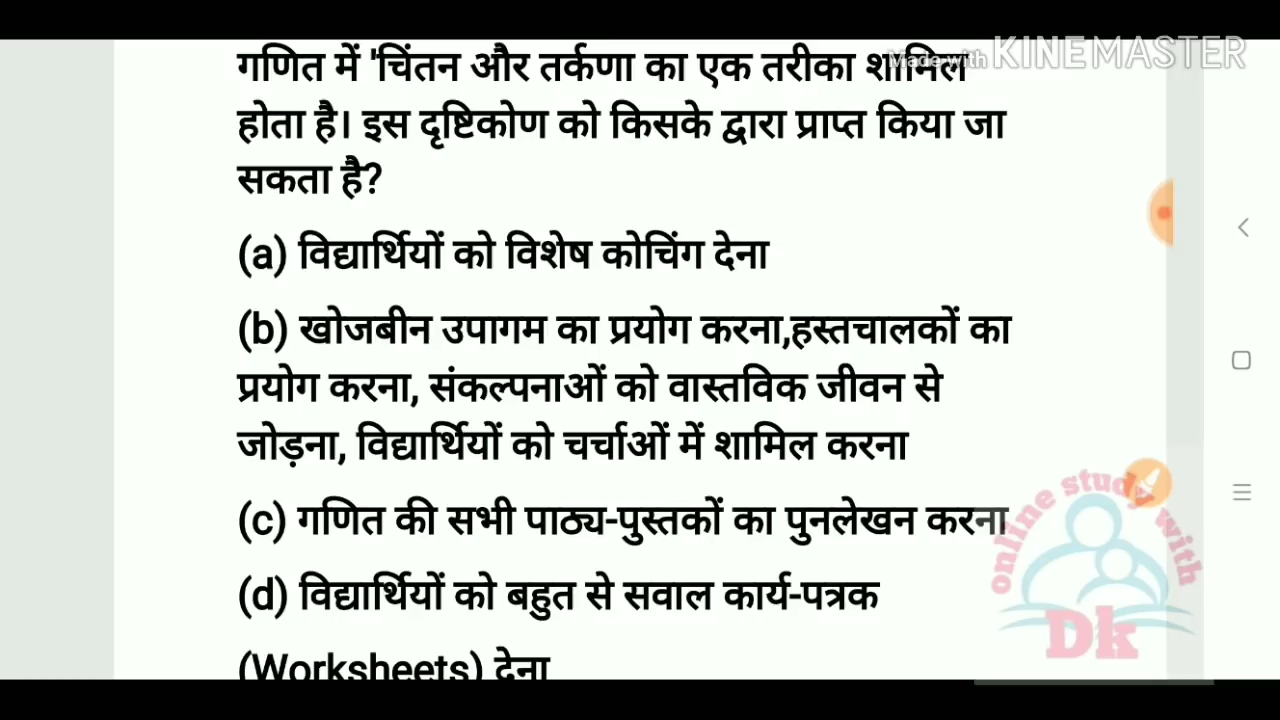 Made with KINEMASTER
गणित में 'चिंतन और तर्कणा का एक तरीका शामिल
होता है। इस दृष्टिकोण को किसके द्वारा प्राप्त किया जा
सकता है?
(a) विद्यार्थियों को विशेष कोचिंग देना
(b) खोजबीन उपागम का प्रयोग करना,हस्तचालकों का
प्रयोग करना, संकल्पनाओं को वास्तविक जीवन से
जोड़ना, विद्यार्थियों को चर्चाओं में शामिल करना
(c) गणित की सभी पाठ्य-पुस्तकों का पुनलेखन करना
(d) विद्यार्थियों को बहुत से सवाल कार्य-पत्रक
(Worksheets) देना
online study with
Dk